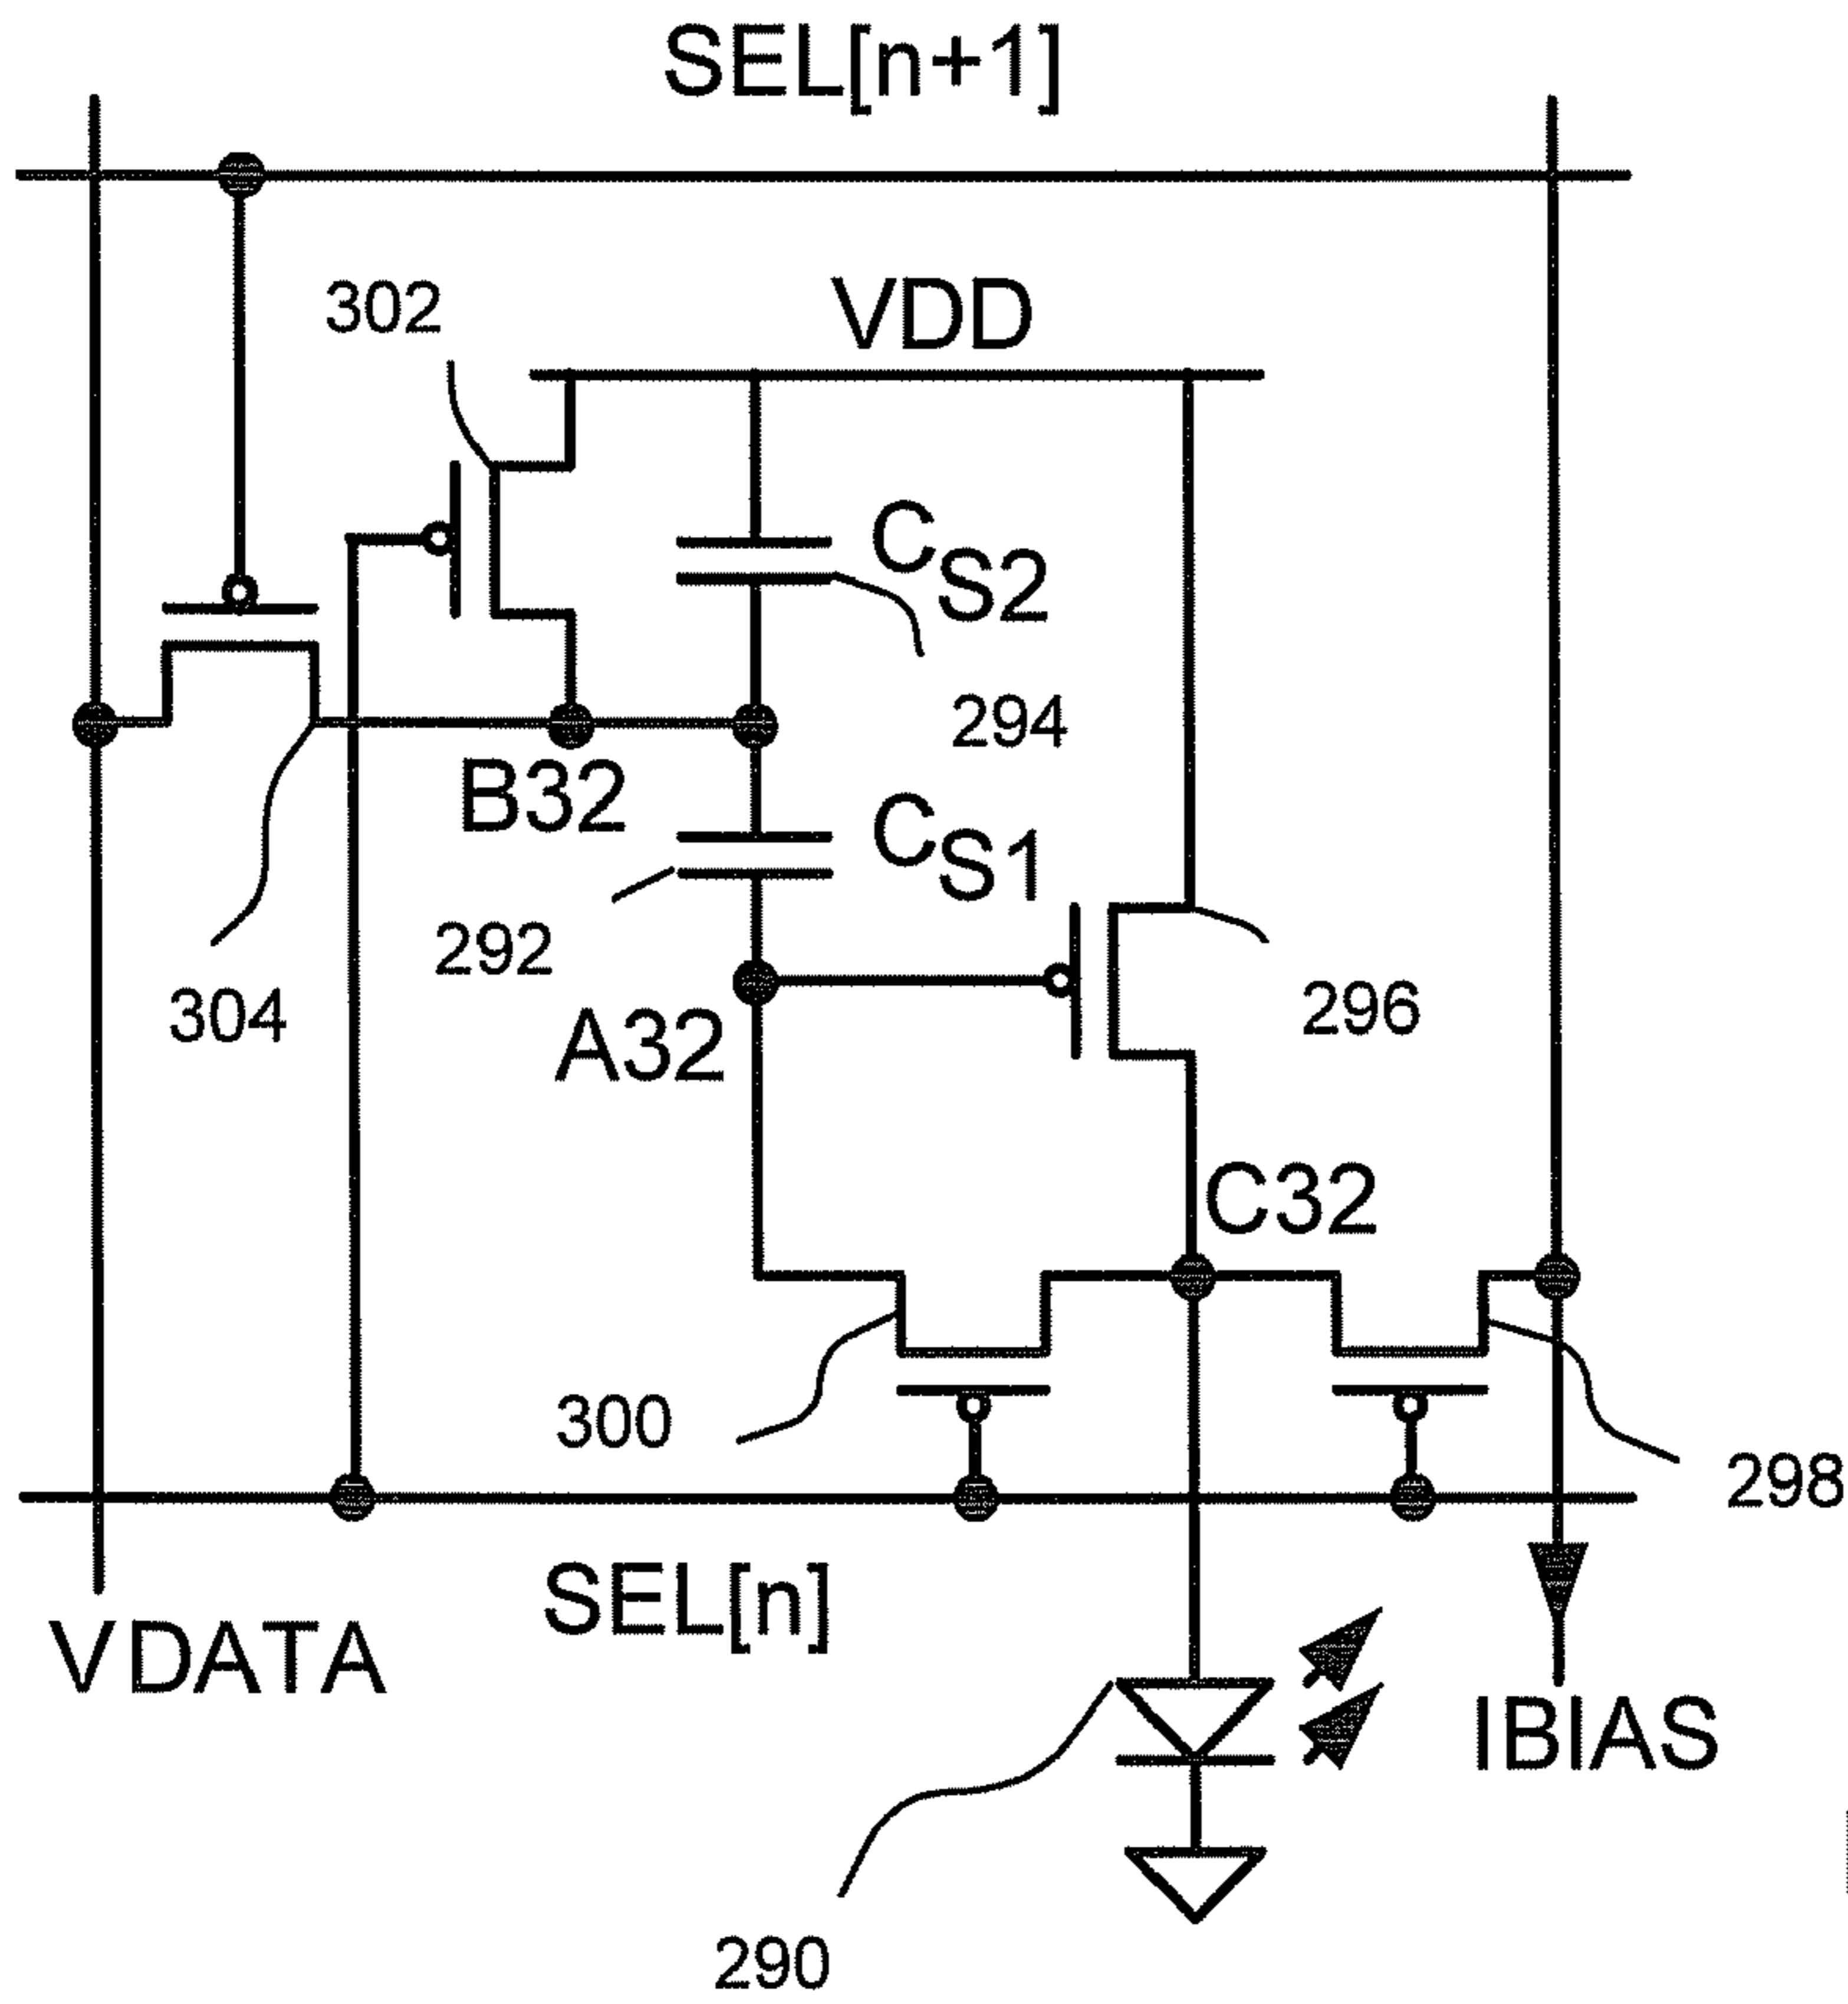 SEL[n+1]
302
VDD
CS2
294
B32
CS1
292
304
A32
296
C32
300
298
SEL[n]
VDATA
IBIAS
290